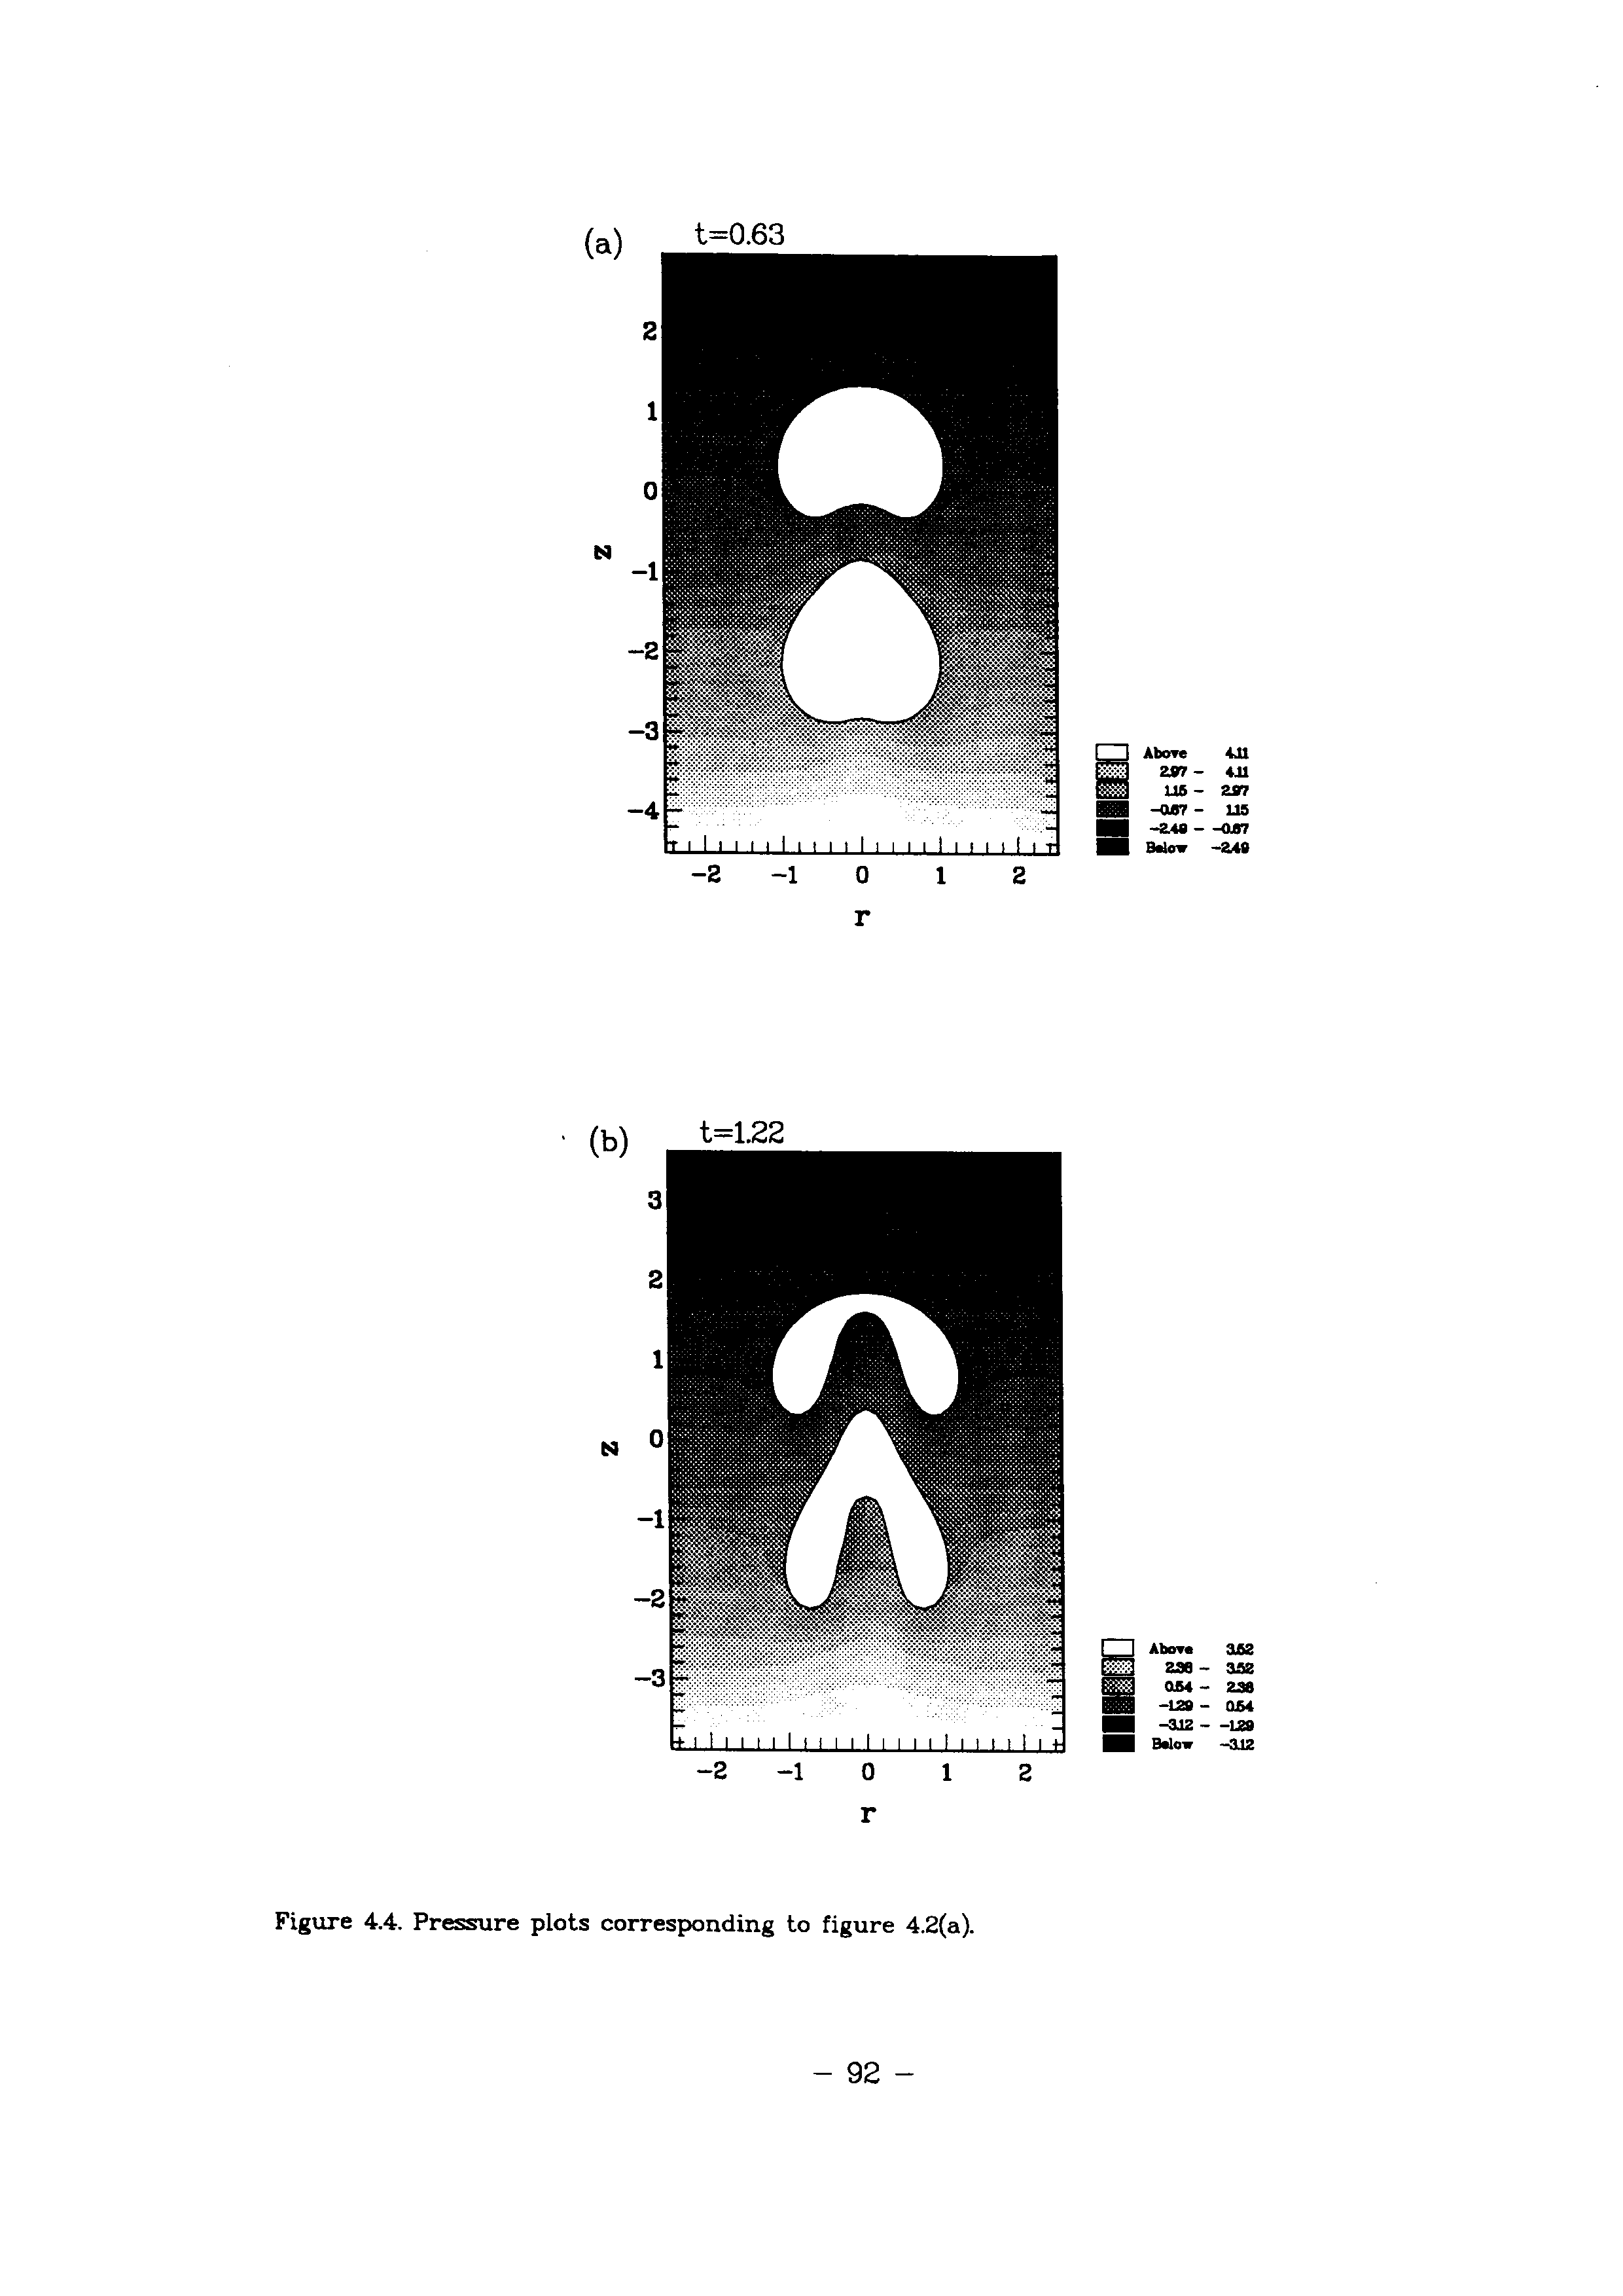 (a) t=0.63
2
1
0
z
-1
-2
-3
-4
-2 -1 0 1 2
r
Above 4.11
2.97 - 4.11
1.15 - 2.97
-0.67 - 1.15
-2.49 - -0.67
Below -2.49
(b) t=1.22
3
2
1
0
z
-1
-2
-3
-2 -1 0 1 2
r
Above 3.52
2.38 - 3.52
0.54 - 2.38
-1.29 - 0.54
-3.12 - -1.29
Below -3.12
Figure 4.4. Pressure plots corresponding to figure 4.2(a).
- 92 -